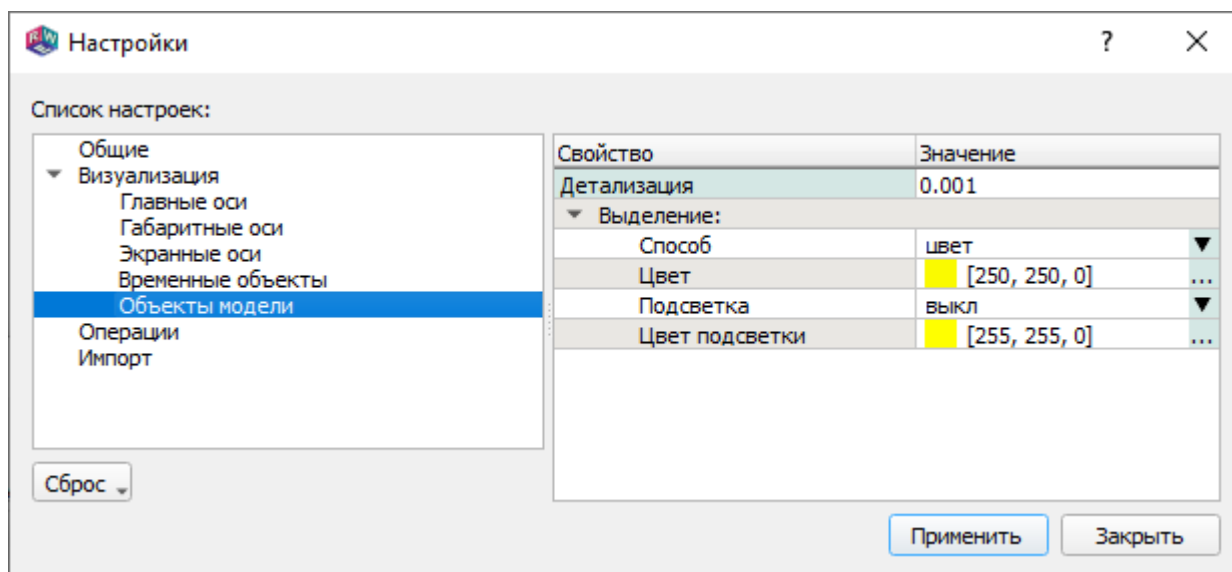 Настройки
?
Список настроек:
Общие
Визуализация
Главные оси
Габаритные оси
Экранные оси
Временные объекты
Объекты модели
Операции
Импорт
Сброс
Свойство Значение
Детализация 0.001
Выделение:
Способ цвет
Цвет [250, 250, 0] ...
Подсветка выкл
Цвет подсветки [255, 255, 0] ...
Применить Закрыть